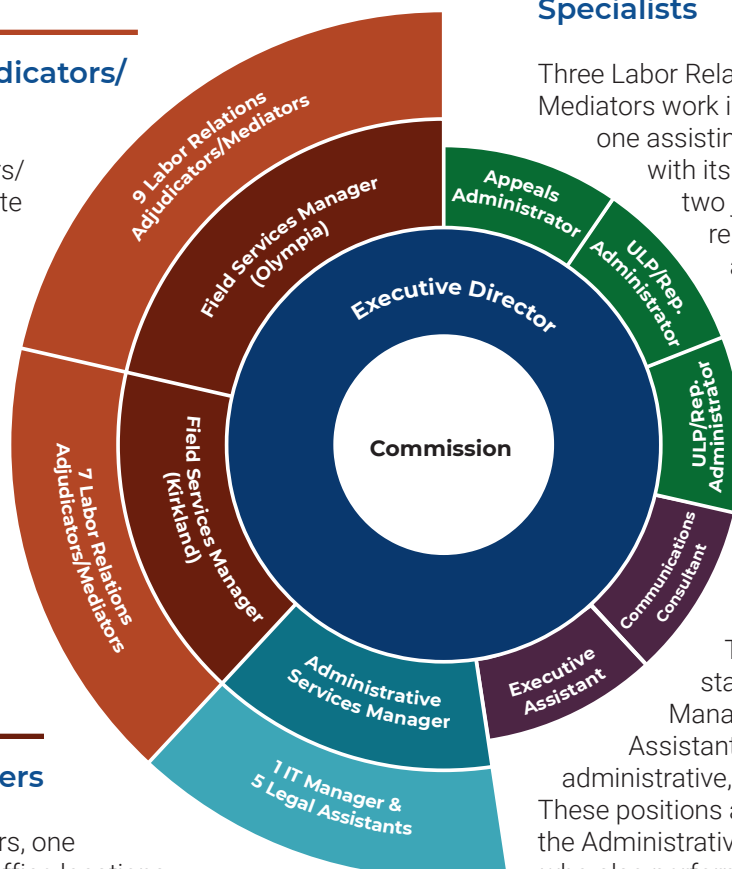 Specialists
dicators/
Three Labor Rela
Mediators work i
one assistin
with its
two
re
rs/
te
9 Labor Relations
Adjudicators/Mediators
Field Services Manager
(Olympia)
Appeals
Administrator
ULP/Rep.
Administrator
ULP/Rep.
Administrator
Executive Director
Commission
7 Labor Relations
Adjudicators/Mediators
Field Services Manager
(Kirkland)
Communications
Consultant
Executive
Assistant
Administrative
Services Manager
1 IT Manager &
5 Legal Assistants
T
sta
Mana
Assistant
administrative,
These positions a
the Administrativ
ers
rs, one